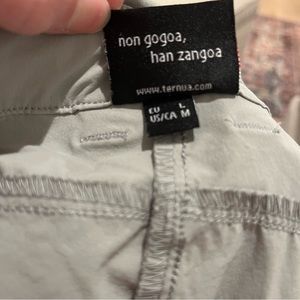 non gogoa,
han zangoa
www.ternua.com
EU L
US/CA M